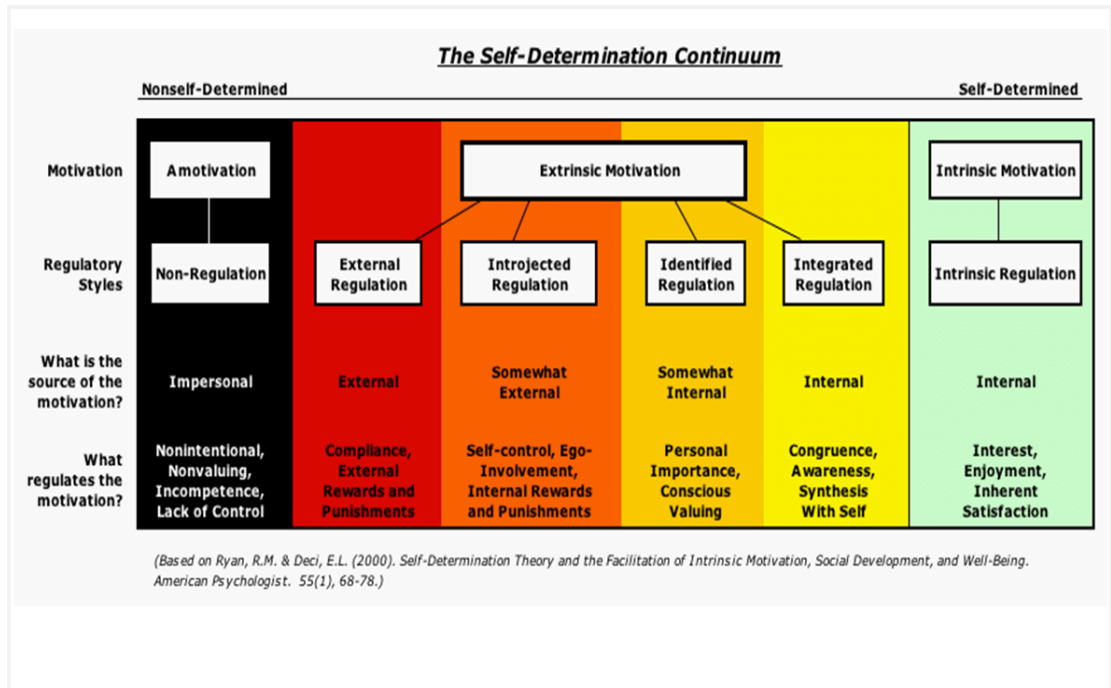 The Self-Determination Continuum
Nonself-Determined
Self-Determined
Motivation
Amotivation
Extrinsic Motivation
Intrinsic Motivation
Regulatory
Styles
Non-Regulation
External
Regulation
Introjected
Regulation
Identified
Regulation
Integrated
Regulation
Intrinsic Regulation
What is the
source of the
motivation?
Impersonal
External
Somewhat
External
Somewhat
Internal
Internal
Internal
What
regulates the
motivation?
Nonintentional,
Nonvaluing,
Incompetence,
Lack of Control
Compliance,
External
Rewards and
Punishments
Self-control, Ego-
Involvement,
Internal Rewards
and Punishments
Personal
Importance,
Conscious
Valuing
Congruence,
Awareness,
Synthesis
With Self
Interest,
Enjoyment,
Inherent
Satisfaction
(Based on Ryan, R.M. & Deci, E.L. (2000). Self-Determination Theory and the Facilitation of Intrinsic Motivation, Social Development, and Well-Being.
American Psychologist. 55(1), 68-78.)